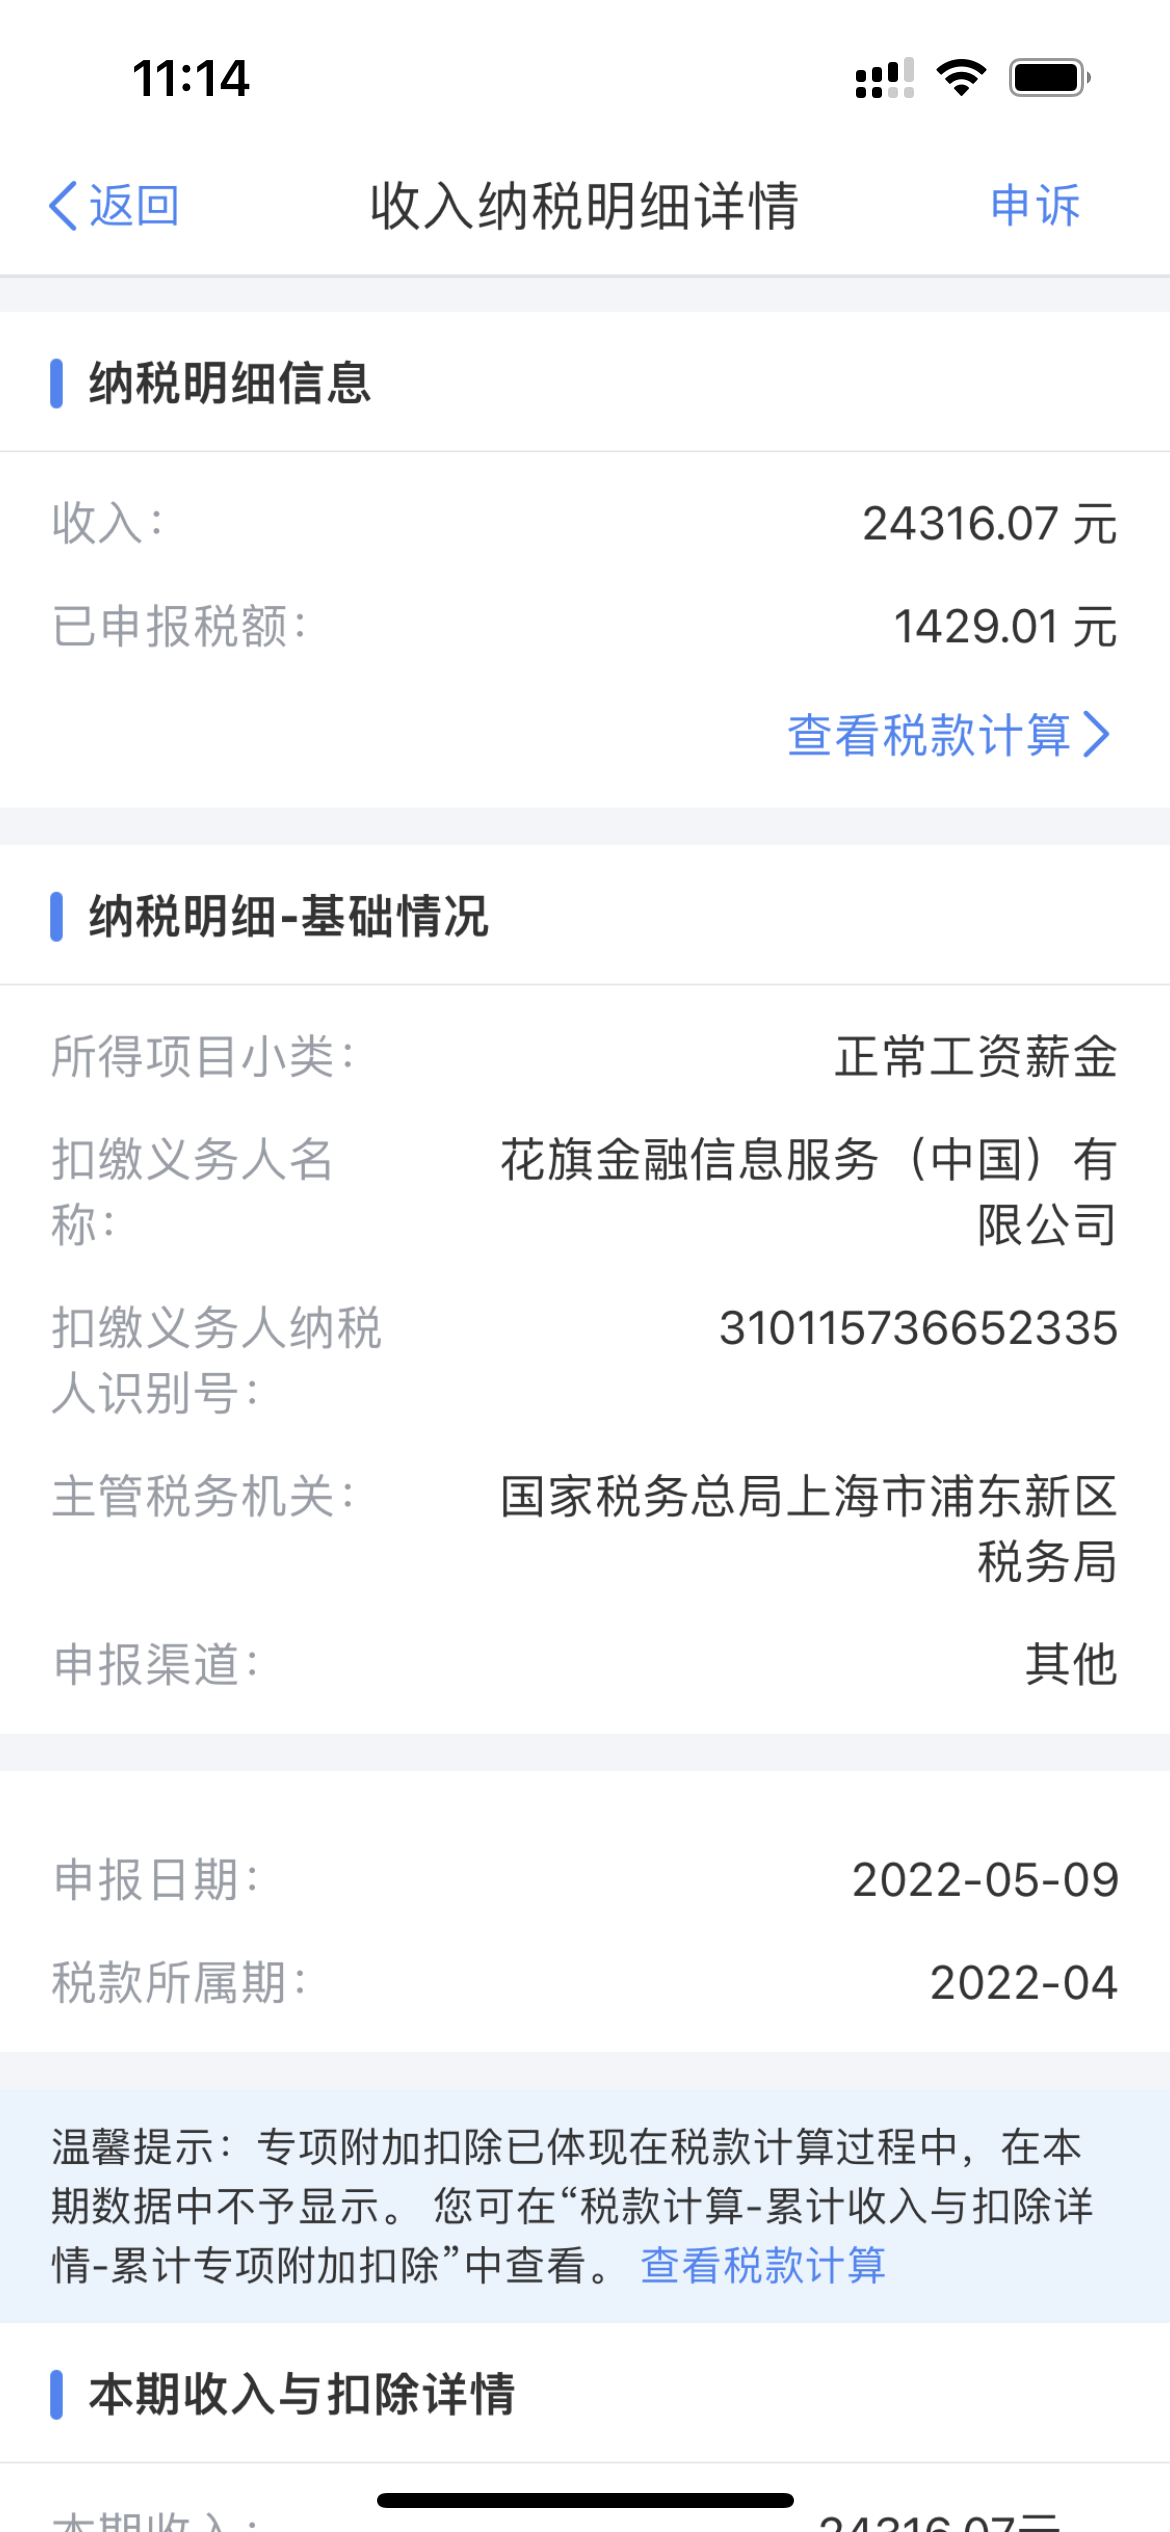 11:14
返回
收入纳税明细详情
申诉
纳税明细信息
收入：
24316.07 元
已申报税额：
1429.01 元
查看税款计算
纳税明细-基础情况
所得项目小类：
正常工资薪金
扣缴义务人名
称：
花旗金融信息服务（中国）有
限公司
扣缴义务人纳税
人识别号：
310115736652335
主管税务机关：
国家税务总局上海市浦东新区
税务局
申报渠道：
其他
申报日期：
2022-05-09
税款所属期：
2022-04
温馨提示：专项附加扣除已体现在税款计算过程中，在本
期数据中不予显示。 您可在“税款计算-累计收入与扣除详
情-累计专项附加扣除”中查看。 查看税款计算
本期收入与扣除详情
本期收入：
24316.07元